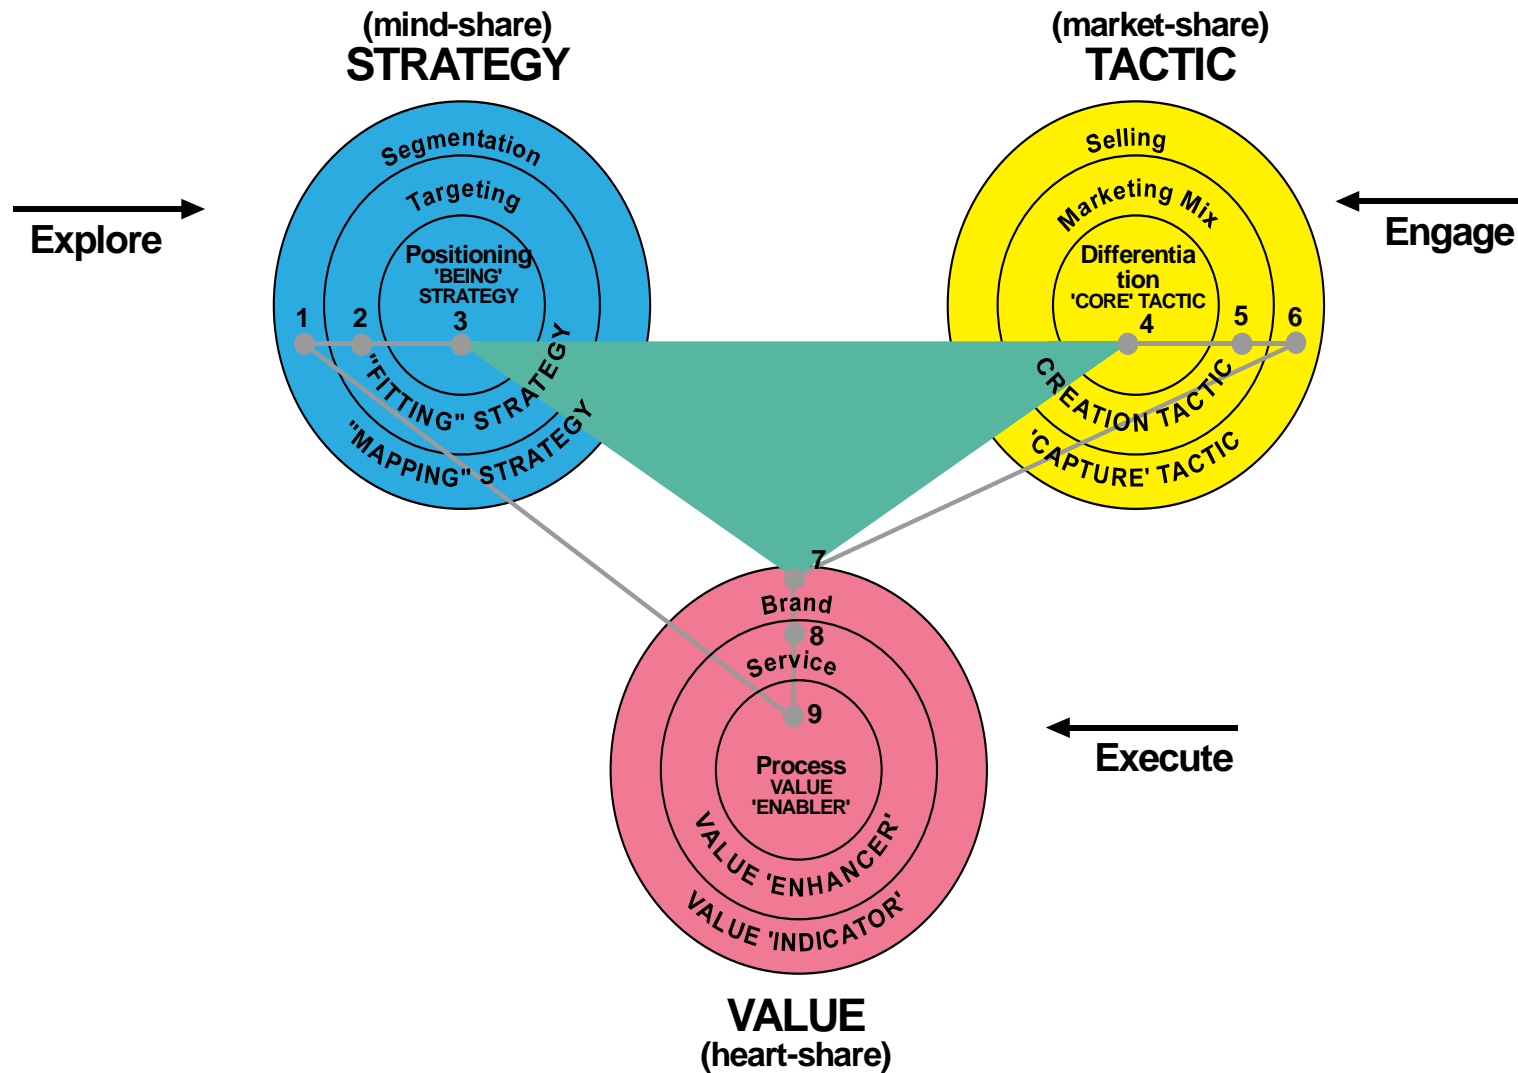 (mind-share)
STRATEGY
(market-share)
TACTIC
Segmentation
Targeting
Positioning
'BEING'
STRATEGY
1
2
3
"FITTING" STRATEGY
"MAPPING" STRATEGY
Explore
Selling
Marketing Mix
Differentia
tion
'CORE' TACTIC
4
5
6
CREATION TACTIC
'CAPTURE' TACTIC
Engage
7
Brand
8
Service
9
Process
VALUE
'ENABLER'
VALUE 'ENHANCER'
VALUE 'INDICATOR'
Execute
VALUE
(heart-share)